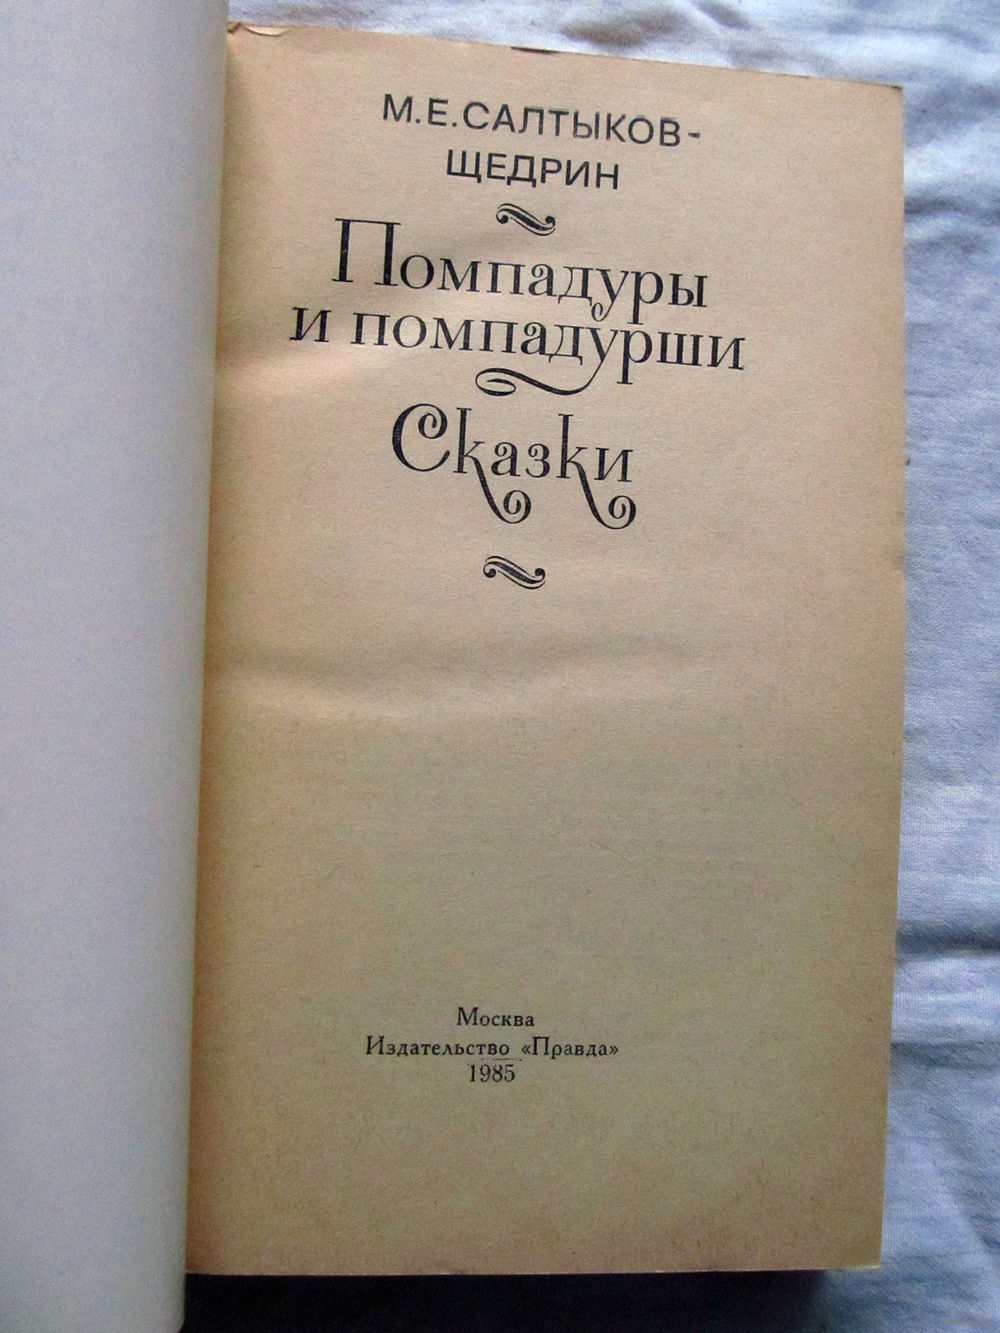 М.Е.САЛТЫКОВ-
ЩЕДРИН
Помпадуры
и помпадурши
Сказки
Москва
Издательство «Правда»
1985